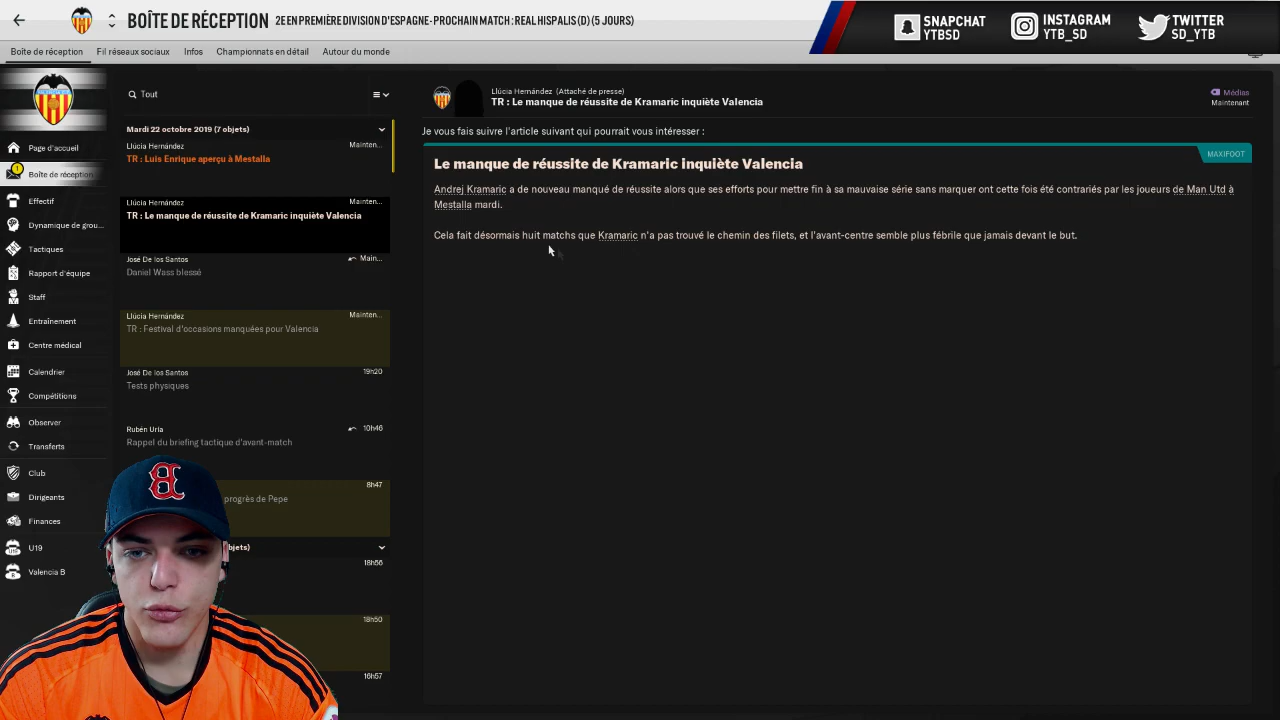 BOÎTE DE RÉCEPTION 2E EN PREMIÈRE DIVISION D'ESPAGNE- PROCHAIN MATCH : REAL HISPALIS (D) (5 JOURS)
SNAPCHAT
YTBSD
INSTAGRAM
YTB_SD
TWITTER
SD_YTB
Boîte de réception Fil réseaux sociaux Infos Championnats en détail Autour du monde
Page d'accueil
Boîte de réception
1
Effectif
Dynamique de grou...
Tactiques
Rapport d'équipe
Staff
Entraînement
Centre médical
Calendrier
Compétitions
Observer
Transferts
Club
Dirigeants
Finances
U19
Valencia B
Tout
Mardi 22 octobre 2019 (7 objets)
Llúcia Hernández Mainten...
TR : Luis Enrique aperçu à Mestalla
Llúcia Hernández Mainten...
TR : Le manque de réussite de Kramaric inquiète Valencia
José De los Santos Main...
Daniel Wass blessé
Llúcia Hernández Mainten...
TR : Festival d'occasions manquées pour Valencia
José De los Santos 19h20
Tests physiques
Rubén Uría 10h46
Rappel du briefing tactique d'avant-match
8h47
progrès de Pepe
objets)
18h56
18h50
16h57
Llúcia Hernández (Attaché de presse)
TR : Le manque de réussite de Kramaric inquiète Valencia
Médias
Maintenant
Je vous fais suivre l'article suivant qui pourrait vous intéresser :
MAXIFOOT
Le manque de réussite de Kramaric inquiète Valencia
Andrej Kramaric a de nouveau manqué de réussite alors que ses efforts pour mettre fin à sa mauvaise série sans marquer ont cette fois été contrariés par les joueurs de Man Utd à
Mestalla mardi.
Cela fait désormais huit matchs que Kramaric n'a pas trouvé le chemin des filets, et l'avant-centre semble plus fébrile que jamais devant le but.